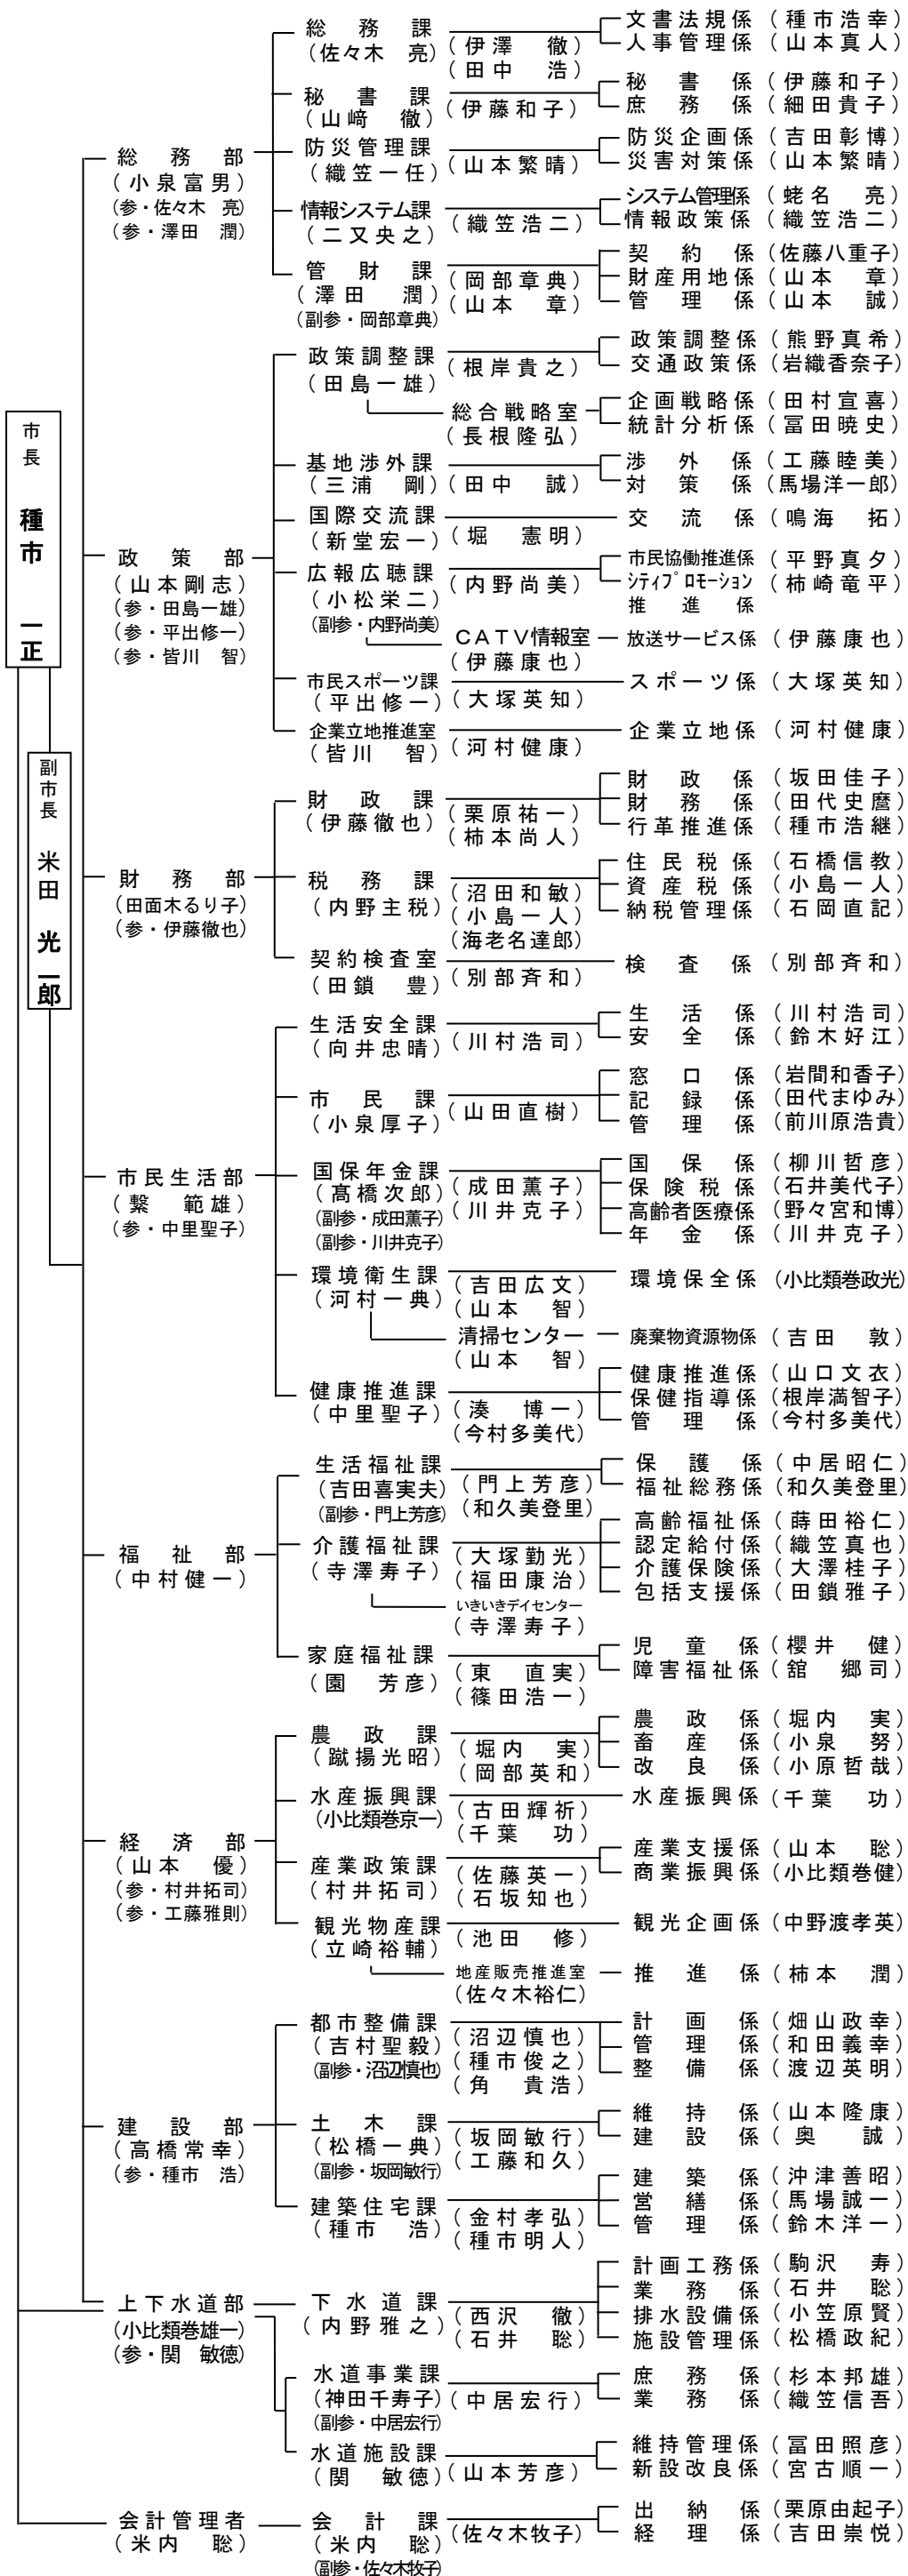 市長 種市 一正
副市長 米田 光一郎
総務部
（小泉富男）
（参・佐々木 亮）
（参・澤田 潤）
総務課
（佐々木 亮）
（伊澤 徹）
（田中 浩）
文書法規係（種市浩幸）
人事管理係（山本真人）
秘書課
（山﨑 徹）
（伊藤和子）
秘書係（伊藤和子）
庶務係（細田貴子）
防災管理課
（織笠一任）
（山本繁晴）
防災企画係（吉田彰博）
災害対策係（山本繁晴）
情報システム課
（二又央之）
（織笠浩二）
システム管理係（蛯名 亮）
情報政策係（織笠浩二）
管財課
（澤田 潤）
（副参・岡部章典）
（岡部章典）
（山本 章）
契約係（佐藤八重子）
財産用地係（山本 章）
管理係（山本 誠）
政策部
（山本剛志）
（参・田島一雄）
（参・平出修一）
（参・皆川 智）
政策調整課
（田島一雄）
（根岸貴之）
政策調整係（熊野真希）
交通政策係（岩織香奈子）
総合戦略室
（長根隆弘）
企画戦略係（田村宣喜）
統計分析係（冨田暁史）
基地渉外課
（三浦 剛）
（田中 誠）
渉外係（工藤睦美）
対策係（馬場洋一郎）
国際交流課
（新堂宏一）
（堀 憲明）
交流係（鳴海 拓）
広報広聴課
（小松栄二）
（副参・内野尚美）
（内野尚美）
市民協働推進係（平野真夕）
シティプロモーション
推進係（柿崎竜平）
ＣＡＴＶ情報室
（伊藤康也）
放送サービス係（伊藤康也）
市民スポーツ課
（平出修一）
（大塚英知）
スポーツ係（大塚英知）
企業立地推進室
（皆川 智）
（河村健康）
企業立地係（河村健康）
財務部
（田面木るり子）
（参・伊藤徹也）
財政課
（伊藤徹也）
（栗原祐一）
（柿本尚人）
財政係（坂田佳子）
財務係（田代史麿）
行革推進係（種市浩継）
税務課
（内野主税）
（沼田和敏）
（小島一人）
（海老名達郎）
住民税係（石橋信教）
資産税係（小島一人）
納税管理係（石岡直記）
契約検査室
（田鎖 豊）
（別部斉和）
検査係（別部斉和）
市民生活部
（繋 範雄）
（参・中里聖子）
生活安全課
（向井忠晴）
（川村浩司）
生活係（川村浩司）
安全係（鈴木好江）
市民課
（小泉厚子）
（山田直樹）
窓口係（岩間和香子）
記録係（田代まゆみ）
管理係（前川原浩貴）
国保年金課
（髙橋次郎）
（副参・成田薫子）
（副参・川井克子）
（成田薫子）
（川井克子）
国保係（柳川哲彦）
保険税係（石井美代子）
高齢者医療係（野々宮和博）
年金係（川井克子）
環境衛生課
（河村一典）
（吉田広文）
（山本 智）
環境保全係（小比類巻政光）
清掃センター
（山本 智）
廃棄物資源物係（吉田 敦）
健康推進課
（中里聖子）
（湊 博一）
（今村多美代）
健康推進係（山口文衣）
保健指導係（根岸満智子）
管理係（今村多美代）
福祉部
（中村健一）
生活福祉課
（吉田喜実夫）
（副参・門上芳彦）
（門上芳彦）
（和久美登里）
保護係（中居昭仁）
福祉総務係（和久美登里）
介護福祉課
（寺澤寿子）
（大塚勤光）
（福田康治）
高齢福祉係（蒔田裕仁）
認定給付係（織笠真也）
介護保険係（大澤桂子）
包括支援係（田鎖雅子）
いきいきデイセンター
（寺澤寿子）
家庭福祉課
（園 芳彦）
（東 直実）
（篠田浩一）
児童係（櫻井 健）
障害福祉係（舘 郷司）
経済部
（山本 優）
（参・村井拓司）
（参・工藤雅則）
農政課
（蹴揚光昭）
（堀内 実）
（岡部英和）
農政係（堀内 実）
畜産係（小泉 努）
改良係（小原哲哉）
水産振興課
（小比類巻京一）
（古田輝祈）
（千葉 功）
水産振興係（千葉 功）
産業政策課
（村井拓司）
（佐藤英一）
（石坂知也）
産業支援係（山本 聡）
商業振興係（小比類巻健）
観光物産課
（立崎裕輔）
（池田 修）
観光企画係（中野渡孝英）
地産販売推進室
（佐々木裕仁）
推進係（柿本 潤）
建設部
（高橋常幸）
（参・種市 浩）
都市整備課
（吉村聖毅）
（副参・沼辺慎也）
（沼辺慎也）
（種市俊之）
（角 貴浩）
計画係（畑山政幸）
管理係（和田義幸）
整備係（渡辺英明）
土木課
（松橋一典）
（副参・坂岡敏行）
（坂岡敏行）
（工藤和久）
維持係（山本隆康）
建設係（奥 誠）
建築住宅課
（種市 浩）
（金村孝弘）
（種市明人）
建築係（沖津善昭）
営繕係（馬場誠一）
管理係（鈴木洋一）
上下水道部
（小比類巻雄一）
（参・関 敏徳）
下水道課
（内野雅之）
（西沢 徹）
（石井 聡）
計画工務係（駒沢 寿）
業務係（石井 聡）
排水設備係（小笠原賢）
施設管理係（松橋政紀）
水道事業課
（神田千寿子）
（副参・中居宏行）
（中居宏行）
庶務係（杉本邦雄）
業務係（織笠信吾）
水道施設課
（関 敏徳）
（山本芳彦）
維持管理係（冨田照彦）
新設改良係（宮古順一）
会計管理者
（米内 聡）
会計課
（米内 聡）
（副参・佐々木牧子）
（佐々木牧子）
出納係（栗原由起子）
経理係（吉田崇悦）